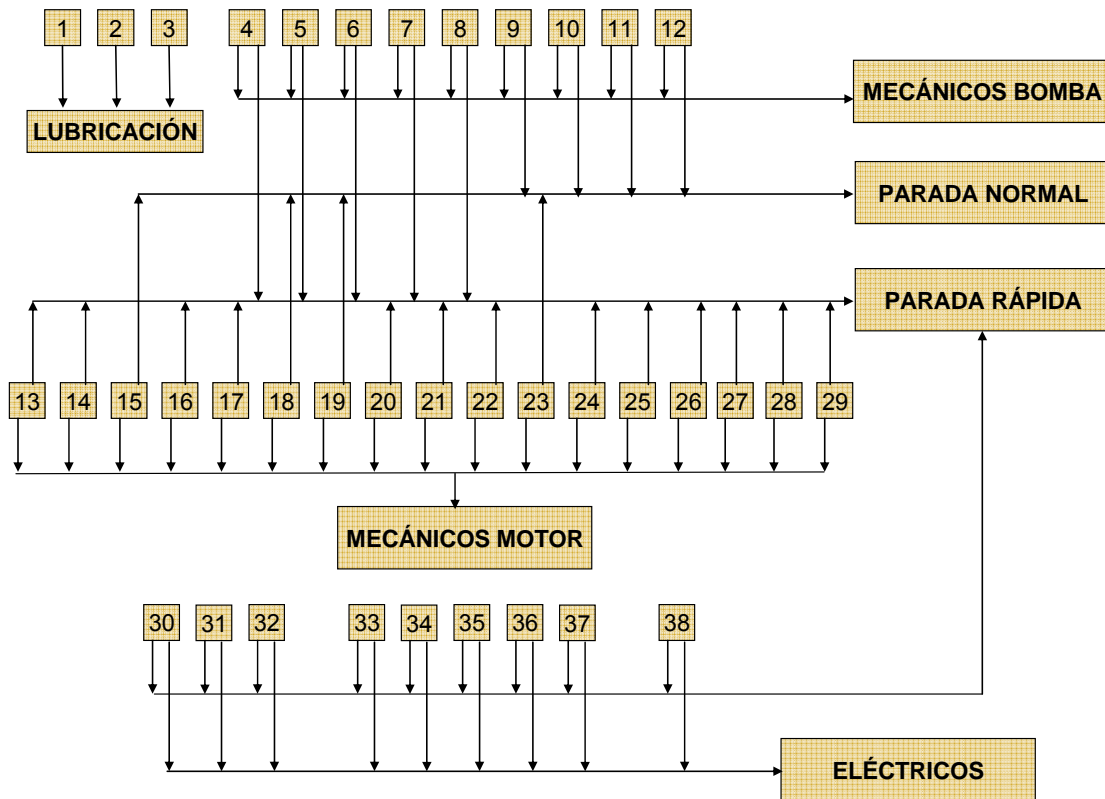 1 2 3 4 5 6 7 8 9 10 11 12
MECÁNICOS BOMBA
LUBRICACIÓN
PARADA NORMAL
PARADA RÁPIDA
13 14 15 16 17 18 19 20 21 22 23 24 25 26 27 28 29
MECÁNICOS MOTOR
30 31 32 33 34 35 36 37 38
ELÉCTRICOS